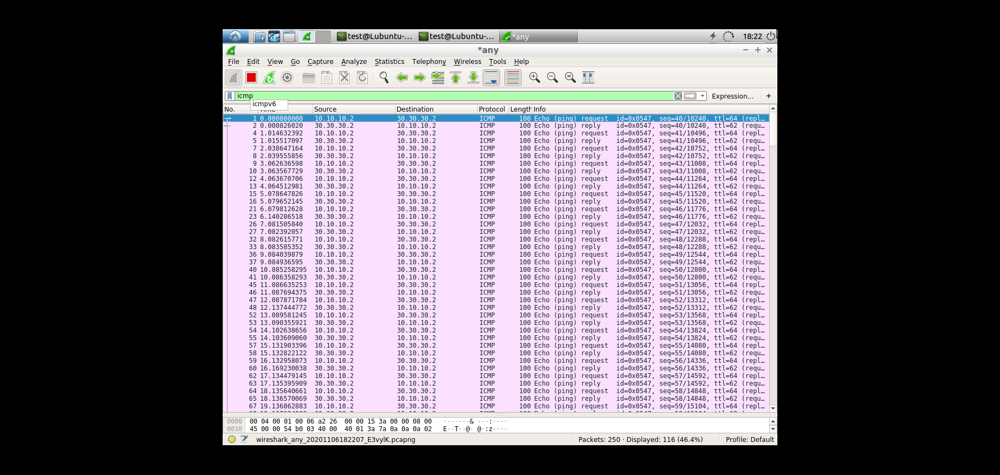 test@Lubuntu-... test@Lubuntu-... *any 18:22
*any
File Edit View Go Capture Analyze Statistics Telephony Wireless Tools Help
icmp Expression... +
icmpv6
No. Source Destination Protocol Length Info
1 0.000000000 10.10.10.2 30.30.30.2 ICMP 100 Echo (ping) request id=0x0547, seq=40/10240, ttl=64 (repl…
2 0.000826020 30.30.30.2 10.10.10.2 ICMP 100 Echo (ping) reply id=0x0547, seq=40/10240, ttl=62 (requ…
4 1.014632392 10.10.10.2 30.30.30.2 ICMP 100 Echo (ping) request id=0x0547, seq=41/10496, ttl=64 (repl…
5 1.015517097 30.30.30.2 10.10.10.2 ICMP 100 Echo (ping) reply id=0x0547, seq=41/10496, ttl=62 (requ…
7 2.038647164 10.10.10.2 30.30.30.2 ICMP 100 Echo (ping) request id=0x0547, seq=42/10752, ttl=64 (repl…
8 2.039555856 30.30.30.2 10.10.10.2 ICMP 100 Echo (ping) reply id=0x0547, seq=42/10752, ttl=62 (requ…
9 3.062636598 10.10.10.2 30.30.30.2 ICMP 100 Echo (ping) request id=0x0547, seq=43/11008, ttl=64 (repl…
10 3.063567729 30.30.30.2 10.10.10.2 ICMP 100 Echo (ping) reply id=0x0547, seq=43/11008, ttl=62 (requ…
12 4.063670706 10.10.10.2 30.30.30.2 ICMP 100 Echo (ping) request id=0x0547, seq=44/11264, ttl=64 (repl…
13 4.064512981 30.30.30.2 10.10.10.2 ICMP 100 Echo (ping) reply id=0x0547, seq=44/11264, ttl=62 (requ…
15 5.078647826 10.10.10.2 30.30.30.2 ICMP 100 Echo (ping) request id=0x0547, seq=45/11520, ttl=64 (repl…
16 5.079652145 30.30.30.2 10.10.10.2 ICMP 100 Echo (ping) reply id=0x0547, seq=45/11520, ttl=62 (requ…
21 6.079812628 10.10.10.2 30.30.30.2 ICMP 100 Echo (ping) request id=0x0547, seq=46/11776, ttl=64 (repl…
23 6.140286518 30.30.30.2 10.10.10.2 ICMP 100 Echo (ping) reply id=0x0547, seq=46/11776, ttl=62 (requ…
26 7.081505840 10.10.10.2 30.30.30.2 ICMP 100 Echo (ping) request id=0x0547, seq=47/12032, ttl=64 (repl…
27 7.082392057 30.30.30.2 10.10.10.2 ICMP 100 Echo (ping) reply id=0x0547, seq=47/12032, ttl=62 (requ…
32 8.082615771 10.10.10.2 30.30.30.2 ICMP 100 Echo (ping) request id=0x0547, seq=48/12288, ttl=64 (repl…
33 8.083585352 30.30.30.2 10.10.10.2 ICMP 100 Echo (ping) reply id=0x0547, seq=48/12288, ttl=62 (requ…
36 9.084039879 10.10.10.2 30.30.30.2 ICMP 100 Echo (ping) request id=0x0547, seq=49/12544, ttl=64 (repl…
37 9.084936595 30.30.30.2 10.10.10.2 ICMP 100 Echo (ping) reply id=0x0547, seq=49/12544, ttl=62 (requ…
40 10.085258295 10.10.10.2 30.30.30.2 ICMP 100 Echo (ping) request id=0x0547, seq=50/12800, ttl=64 (repl…
41 10.086358293 30.30.30.2 10.10.10.2 ICMP 100 Echo (ping) reply id=0x0547, seq=50/12800, ttl=62 (requ…
45 11.086635253 10.10.10.2 30.30.30.2 ICMP 100 Echo (ping) request id=0x0547, seq=51/13056, ttl=64 (repl…
46 11.087694375 30.30.30.2 10.10.10.2 ICMP 100 Echo (ping) reply id=0x0547, seq=51/13056, ttl=62 (requ…
47 12.087871784 10.10.10.2 30.30.30.2 ICMP 100 Echo (ping) request id=0x0547, seq=52/13312, ttl=64 (repl…
48 12.137444772 30.30.30.2 10.10.10.2 ICMP 100 Echo (ping) reply id=0x0547, seq=52/13312, ttl=62 (requ…
52 13.089581245 10.10.10.2 30.30.30.2 ICMP 100 Echo (ping) request id=0x0547, seq=53/13568, ttl=64 (repl…
53 13.090355921 30.30.30.2 10.10.10.2 ICMP 100 Echo (ping) reply id=0x0547, seq=53/13568, ttl=62 (requ…
54 14.102638656 10.10.10.2 30.30.30.2 ICMP 100 Echo (ping) request id=0x0547, seq=54/13824, ttl=64 (repl…
55 14.103609060 30.30.30.2 10.10.10.2 ICMP 100 Echo (ping) reply id=0x0547, seq=54/13824, ttl=62 (requ…
57 15.131903396 10.10.10.2 30.30.30.2 ICMP 100 Echo (ping) request id=0x0547, seq=55/14080, ttl=64 (repl…
58 15.132822122 30.30.30.2 10.10.10.2 ICMP 100 Echo (ping) reply id=0x0547, seq=55/14080, ttl=62 (requ…
59 16.132958073 10.10.10.2 30.30.30.2 ICMP 100 Echo (ping) request id=0x0547, seq=56/14336, ttl=64 (repl…
60 16.169230038 30.30.30.2 10.10.10.2 ICMP 100 Echo (ping) reply id=0x0547, seq=56/14336, ttl=62 (requ…
62 17.134479145 10.10.10.2 30.30.30.2 ICMP 100 Echo (ping) request id=0x0547, seq=57/14592, ttl=64 (repl…
63 17.135395909 30.30.30.2 10.10.10.2 ICMP 100 Echo (ping) reply id=0x0547, seq=57/14592, ttl=62 (requ…
64 18.135640661 10.10.10.2 30.30.30.2 ICMP 100 Echo (ping) request id=0x0547, seq=58/14848, ttl=64 (repl…
65 18.136570069 30.30.30.2 10.10.10.2 ICMP 100 Echo (ping) reply id=0x0547, seq=58/14848, ttl=62 (requ…
67 19.136862883 10.10.10.2 30.30.30.2 ICMP 100 Echo (ping) request id=0x0547, seq=59/15104, ttl=64 (repl…
0000 00 04 00 01 00 06 a2 26 00 00 15 3a 00 00 08 00 ·······& ···:····
0010 45 00 00 54 b0 03 40 00 40 01 3a 7a 0a 0a 0a 02 E··T··@· @·:z····
wireshark_any_20201106182207_E3vylK.pcapng Packets: 250 · Displayed: 116 (46.4%) Profile: Default